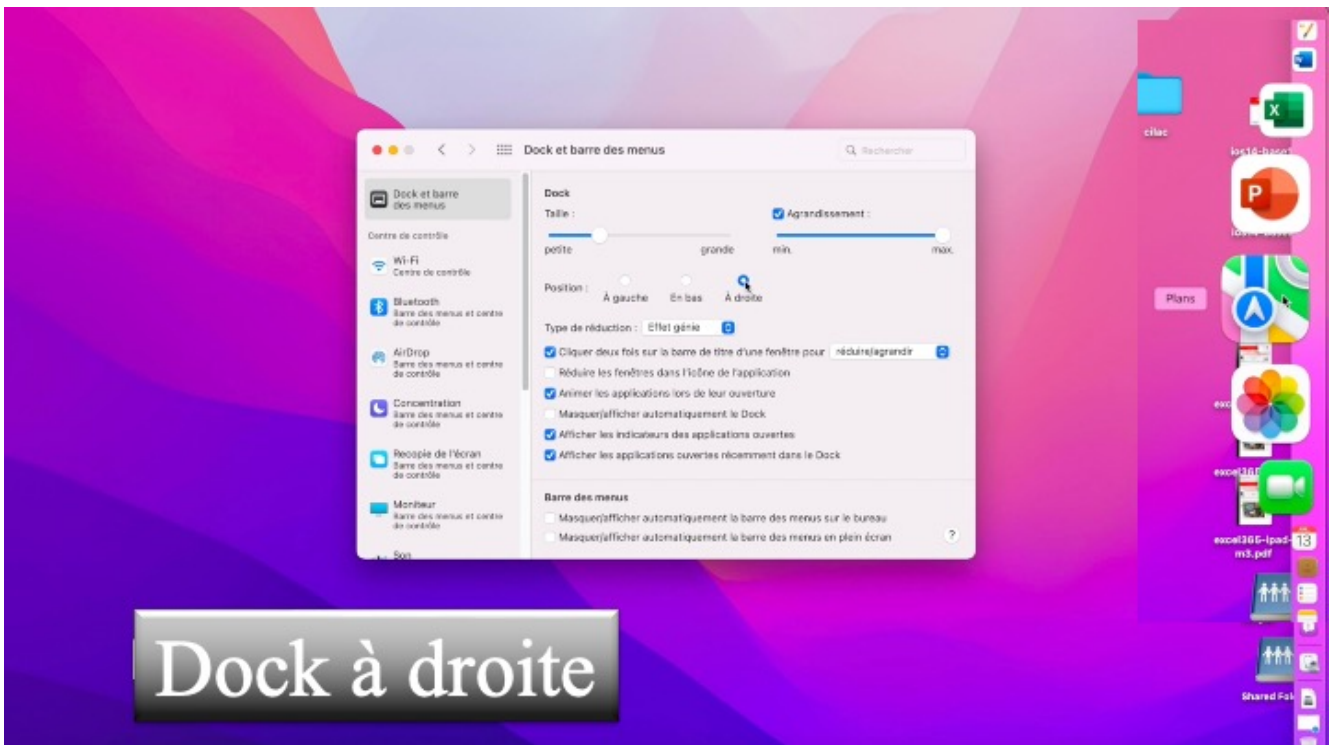 Dock et barre des menus
Rechercher
Dock et barre
des menus
Centre de contrôle
Wi-Fi
Centre de contrôle
Bluetooth
Barre des menus et centre
de contrôle
AirDrop
Barre des menus et centre
de contrôle
Concentration
Barre des menus et centre
de contrôle
Recopie de l'écran
Barre des menus et centre
de contrôle
Moniteur
Barre des menus et centre
de contrôle
Son
Dock
Taille :
Agrandissement :
petite grande min. max.
Position : À gauche En bas À droite
Type de réduction : Effet génie
Cliquer deux fois sur la barre de titre d'une fenêtre pour réduire/agrandir
Réduire les fenêtres dans l'icône de l'application
Animer les applications lors de leur ouverture
Masquer/afficher automatiquement le Dock
Afficher les indicateurs des applications ouvertes
Afficher les applications ouvertes récemment dans le Dock
Barre des menus
Masquer/afficher automatiquement la barre des menus sur le bureau
Masquer/afficher automatiquement la barre des menus en plein écran
?
cilac
X
P
Plans
excel365-ipad-
m3.pdf
13
Shared Fol
Dock à droite